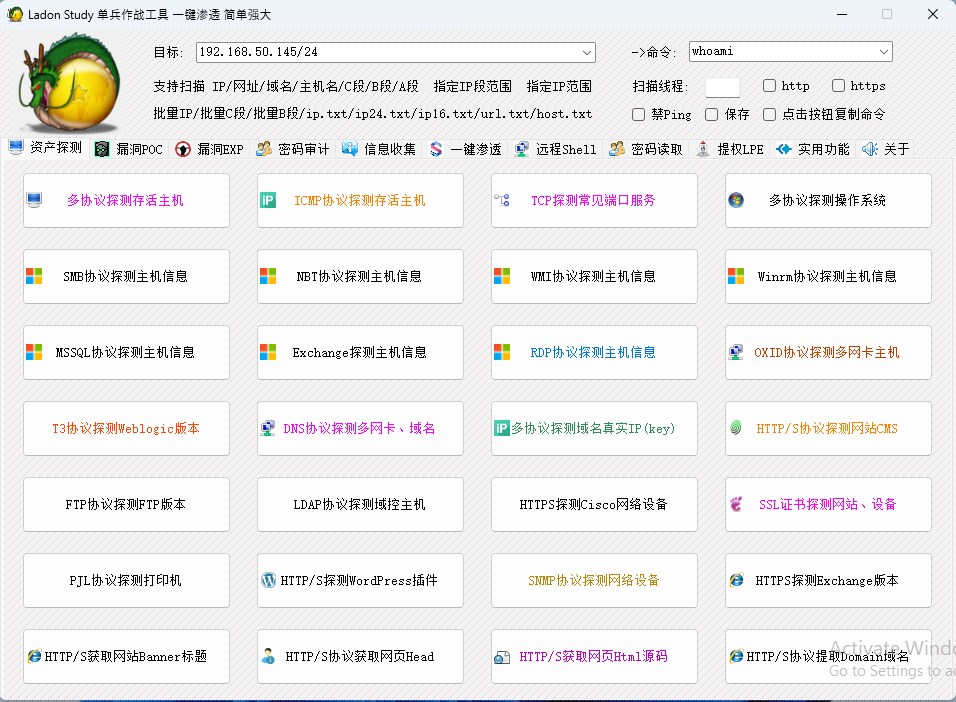 Ladon Study 单兵作战工具 一键渗透 简单强大
目标: 192.168.50.145/24 ->命令: whoami
支持扫描 IP/网址/域名/主机名/C段/B段/A段 指定IP段范围 指定IP范围 扫描线程: http https
批量IP/批量C段/批量B段/ip.txt/ip24.txt/ip16.txt/url.txt/host.txt 禁Ping 保存 点击按钮复制命令
资产探测 漏洞POC 漏洞EXP 密码审计 信息收集 一键渗透 远程Shell 密码读取 提权LPE 实用功能 关于
多协议探测存活主机 ICMP协议探测存活主机 TCP探测常见端口服务 多协议探测操作系统
SMB协议探测主机信息 NBT协议探测主机信息 WMI协议探测主机信息 Winrm协议探测主机信息
MSSQL协议探测主机信息 Exchange探测主机信息 RDP协议探测主机信息 OXID协议探测多网卡主机
T3协议探测Weblogic版本 DNS协议探测多网卡、域名 多协议探测域名真实IP(key) HTTP/S协议探测网站CMS
FTP协议探测FTP版本 LDAP协议探测域控主机 HTTPS探测Cisco网络设备 SSL证书探测网站、设备
PJL协议探测打印机 HTTP/S探测WordPress插件 SNMP协议探测网络设备 HTTPS探测Exchange版本
HTTP/S获取网站Banner标题 HTTP/S协议获取网页Head HTTP/S获取网页Html源码 HTTP/S协议提取Domain域名
Activate Windo
Go to Settings to a